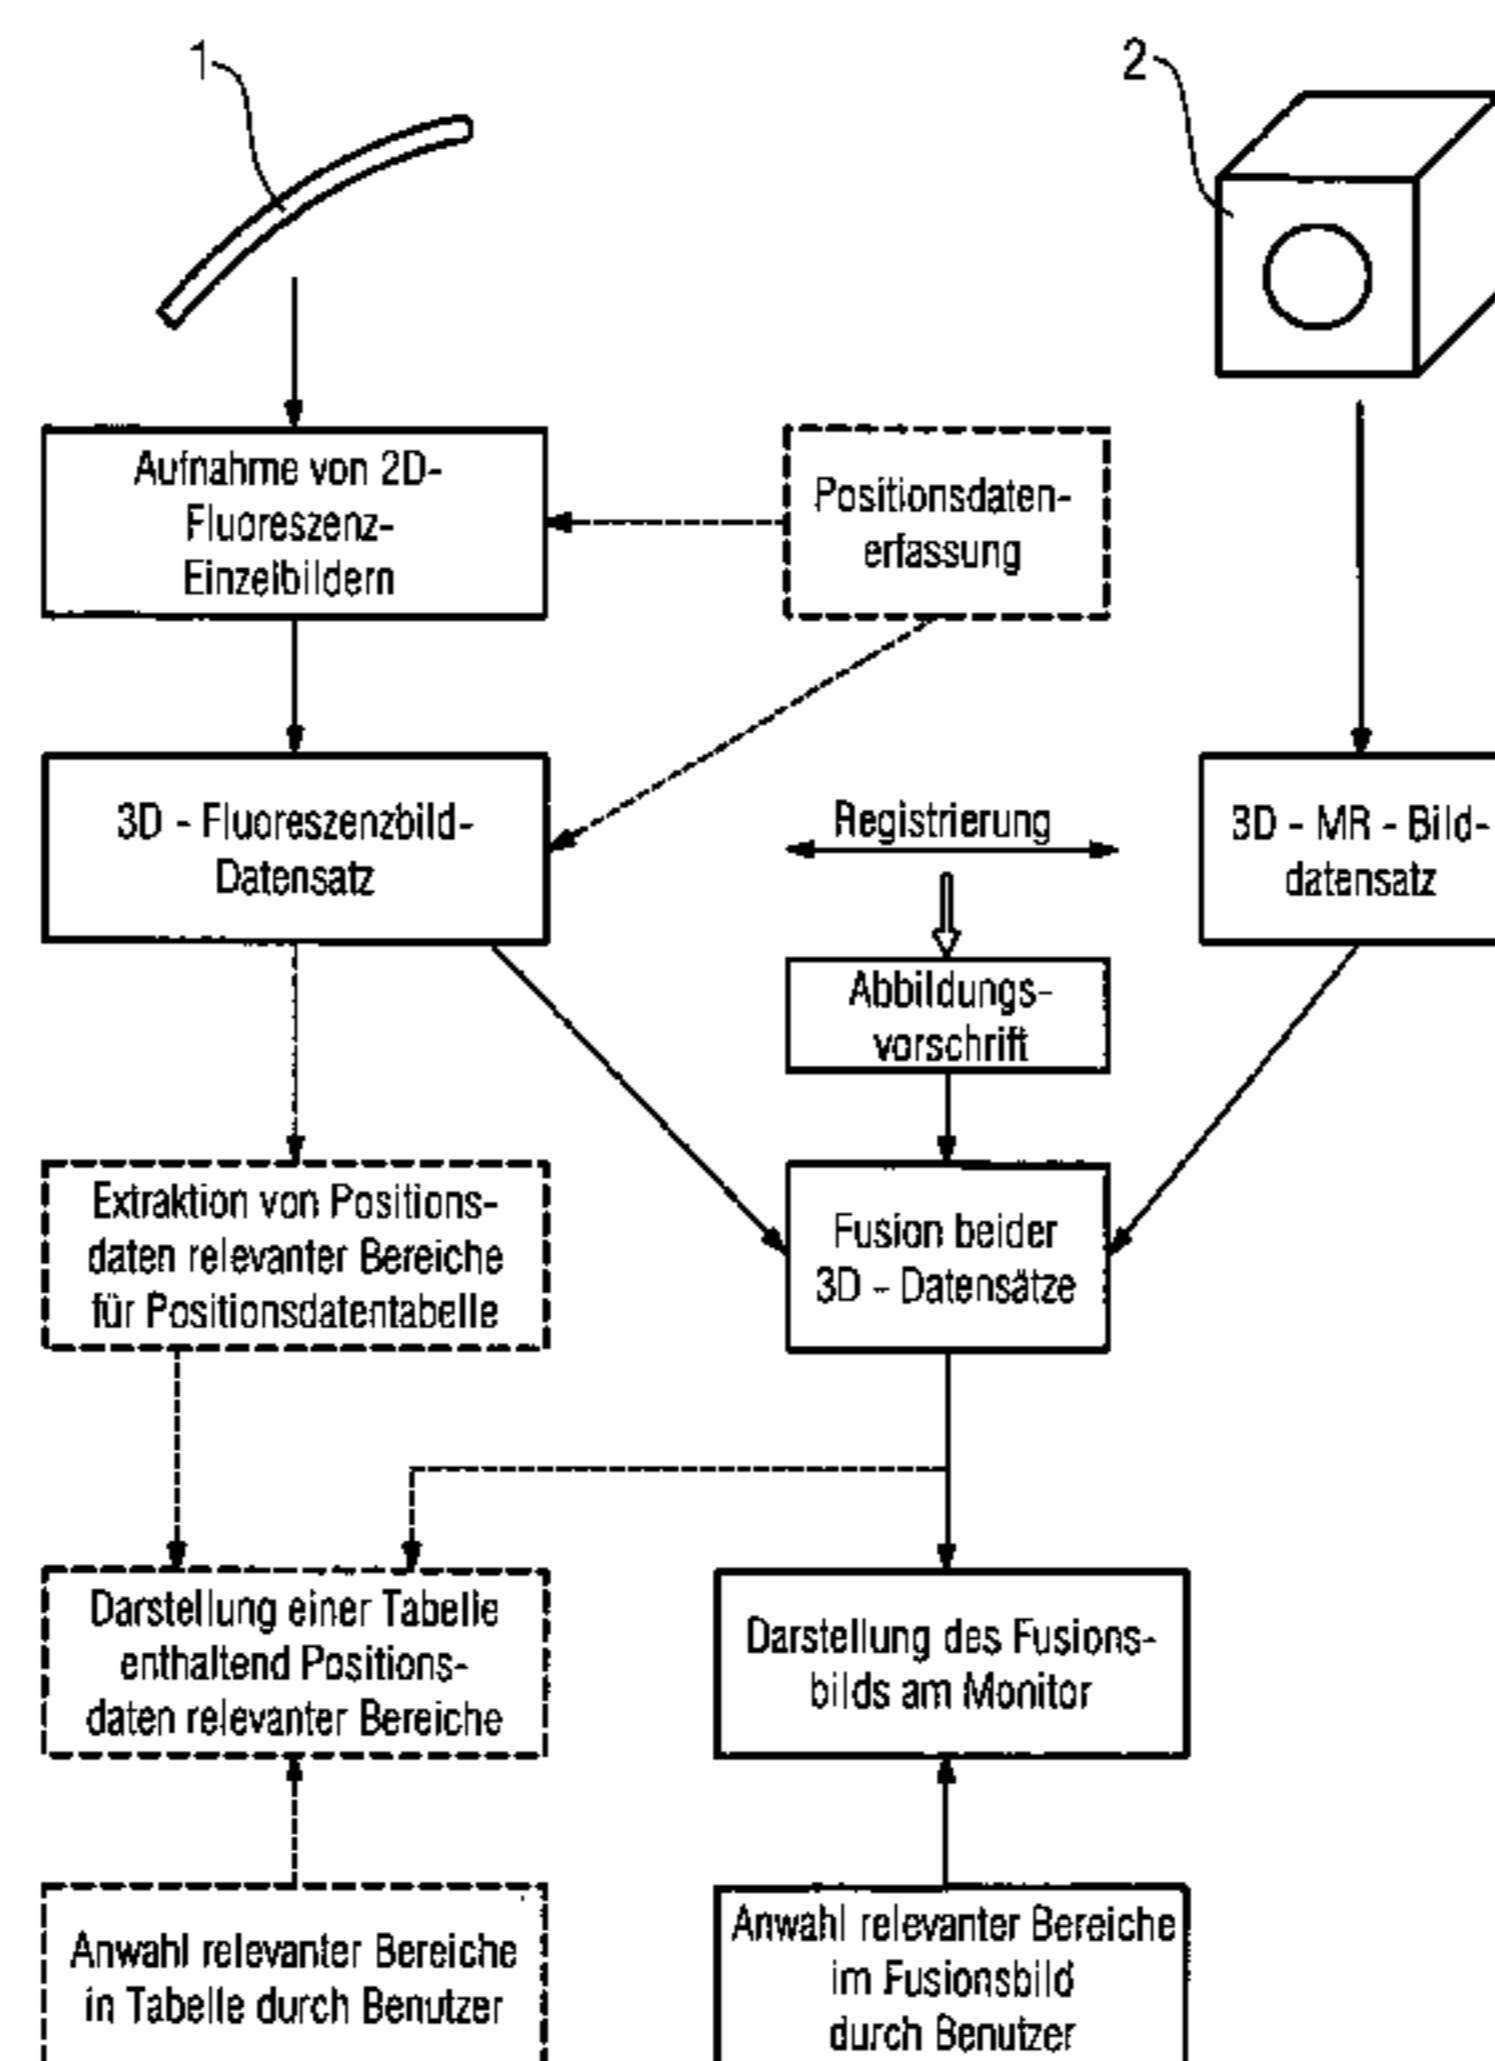 1
2
Aufnahme von 2D-
Fluoreszenz-
Einzelbildern
Positionsdaten-
erfassung
3D - Fluoreszenzbild-
Datensatz
Registrierung
3D - MR - Bild-
datensatz
Abbildungs-
vorschrift
Extraktion von Positions-
daten relevanter Bereiche
für Positionsdatentabelle
Fusion beider
3D - Datensätze
Darstellung einer Tabelle
enthaltend Positions-
daten relevanter Bereiche
Darstellung des Fusions-
bilds am Monitor
Anwahl relevanter Bereiche
in Tabelle durch Benutzer
Anwahl relevanter Bereiche
im Fusionsbild
durch Benutzer